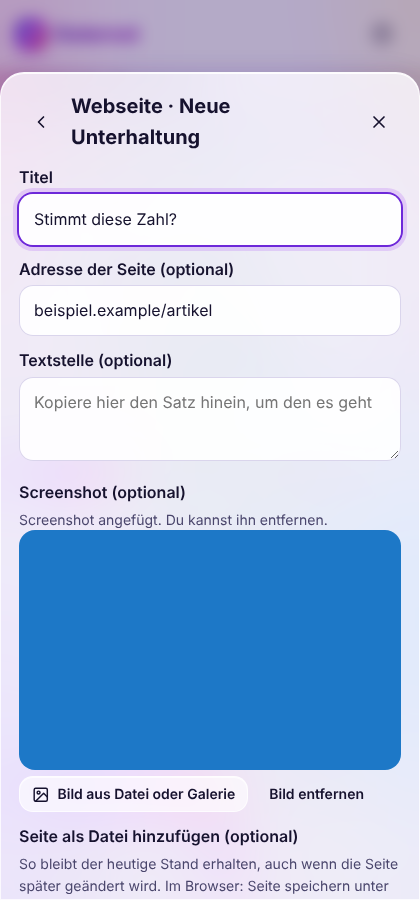 Webseite · Neue
Unterhaltung
Titel
Stimmt diese Zahl?
Adresse der Seite (optional)
beispiel.example/artikel
Textstelle (optional)
Kopiere hier den Satz hinein, um den es geht
Screenshot (optional)
Screenshot angefügt. Du kannst ihn entfernen.
Bild aus Datei oder Galerie
Bild entfernen
Seite als Datei hinzufügen (optional)
So bleibt der heutige Stand erhalten, auch wenn die Seite
später geändert wird. Im Browser: Seite speichern unter